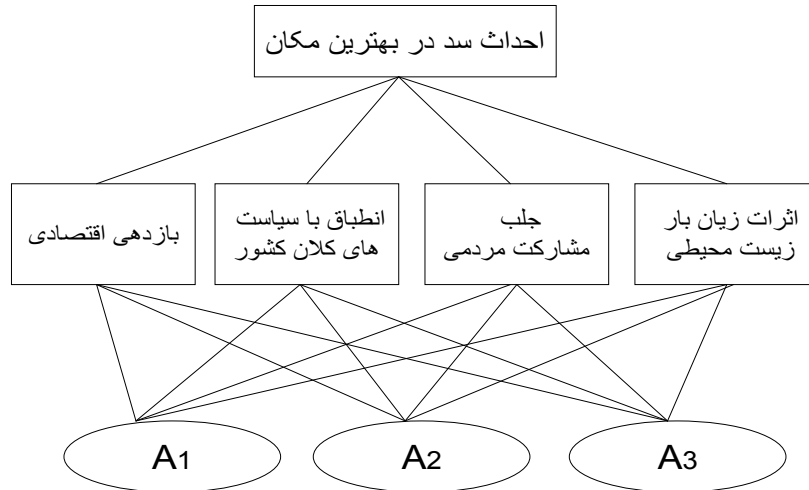 احداث سد در بهترین مکان
اثرات زیان بار
زیست محیطی
جلب
مشارکت مردمی
انطباق با سیاست
های کلان کشور
بازدهی اقتصادی
A1
A2
A3